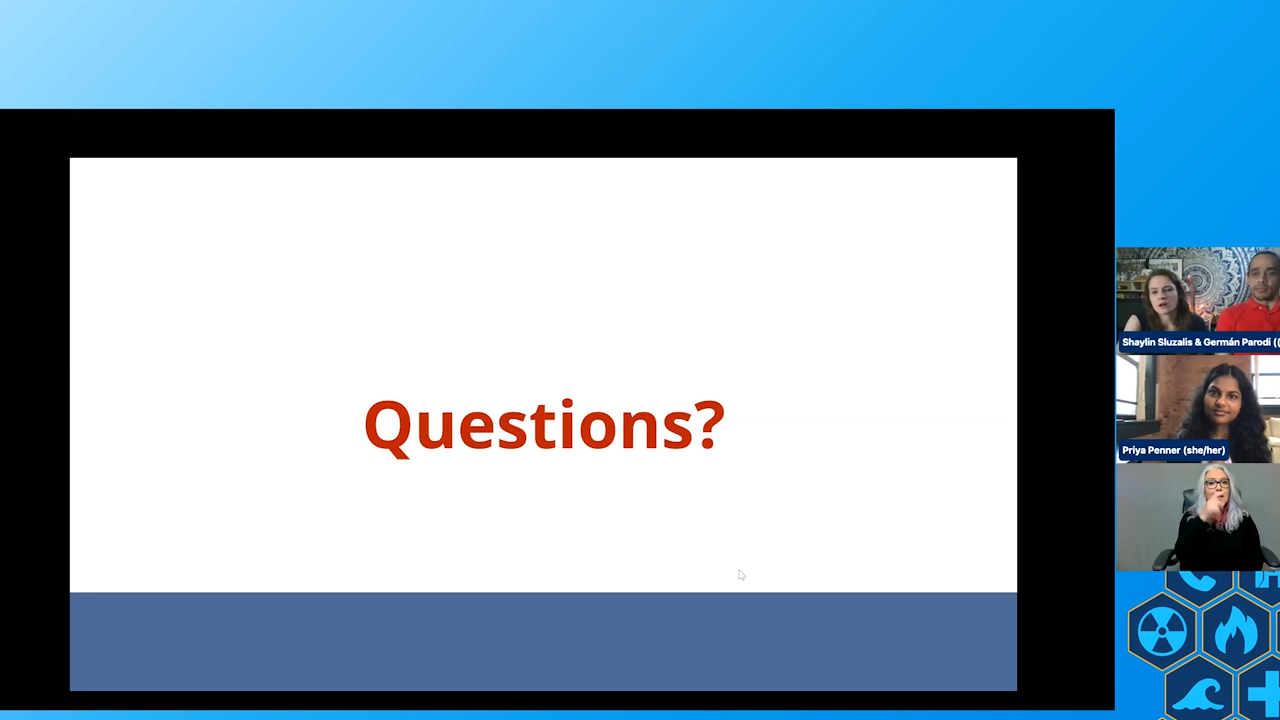 Questions?
Shaylin Sluzalis & Germán Parodi ((
Priya Penner (she/her)